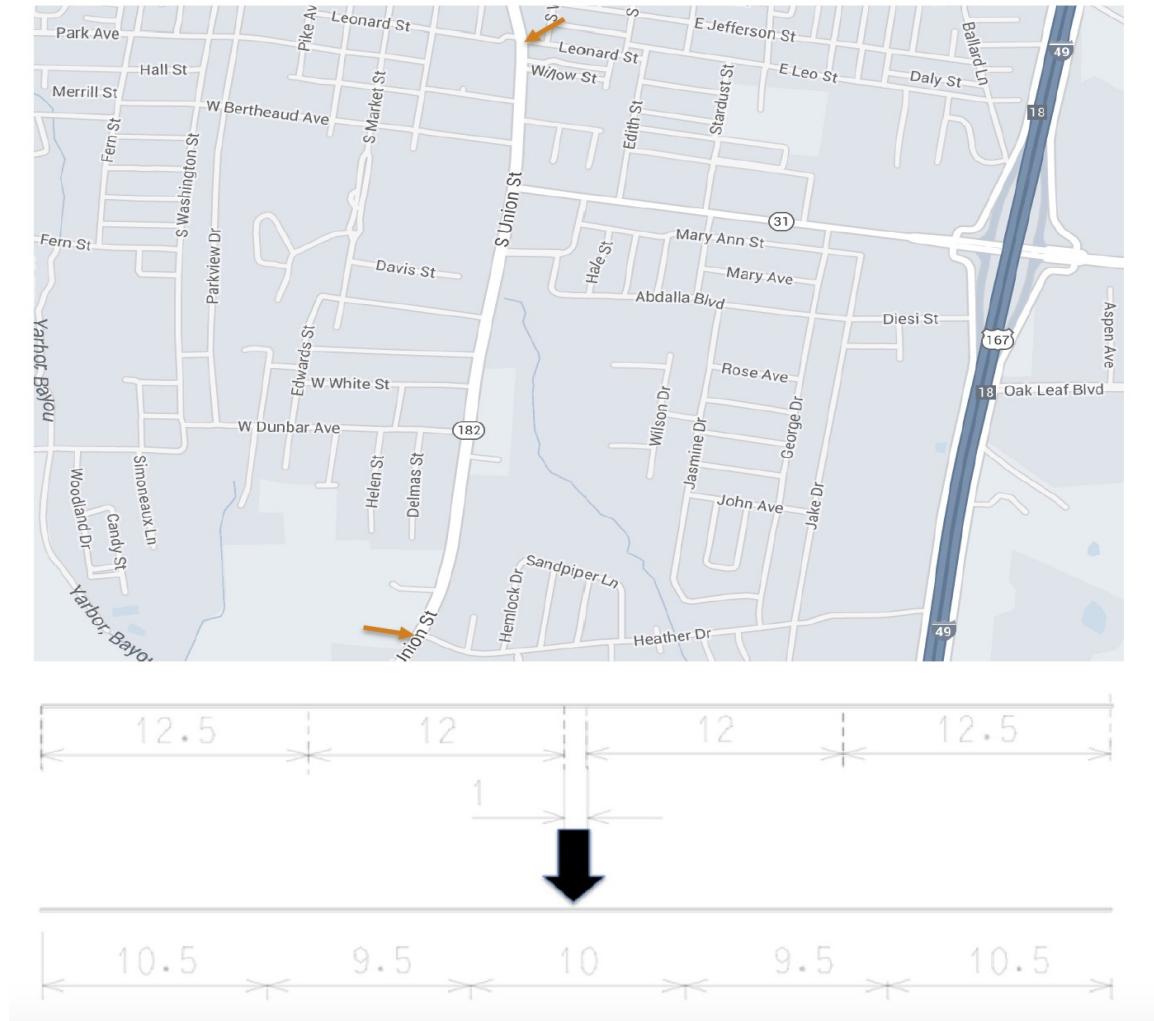 Park Ave
Pike Av
Leonard St
S
S
E Jefferson St
Ballard Ln
49
Hall St
Leonard St
Willow St
E Leo St
Daly St
Merrill St
W Bertheaud Ave
S Market St
Edith St
Stardust St
18
Fern St
S Washington St
S Union St
31
Fern St
Parkview Dr
Davis St
Hale St
Mary Ann St
Mary Ave
Abdalla Blvd
Diesi St
Aspen Ave
Yarbor, Bayou
Edwards St
167
W White St
Rose Ave
18
Oak Leaf Blvd
W Dunbar Ave
182
Wilson Dr
Jasmine Dr
George Dr
Woodland Dr
Candy St
Simoneaux Ln
Helen St
Delmas St
John Ave
Jake Dr
Sandpiper Ln
Hemlock Dr
Yarbor, Bayou
Union St
Heather Dr
49
12.5
12
12
12.5
1
10.5
9.5
10
9.5
10.5